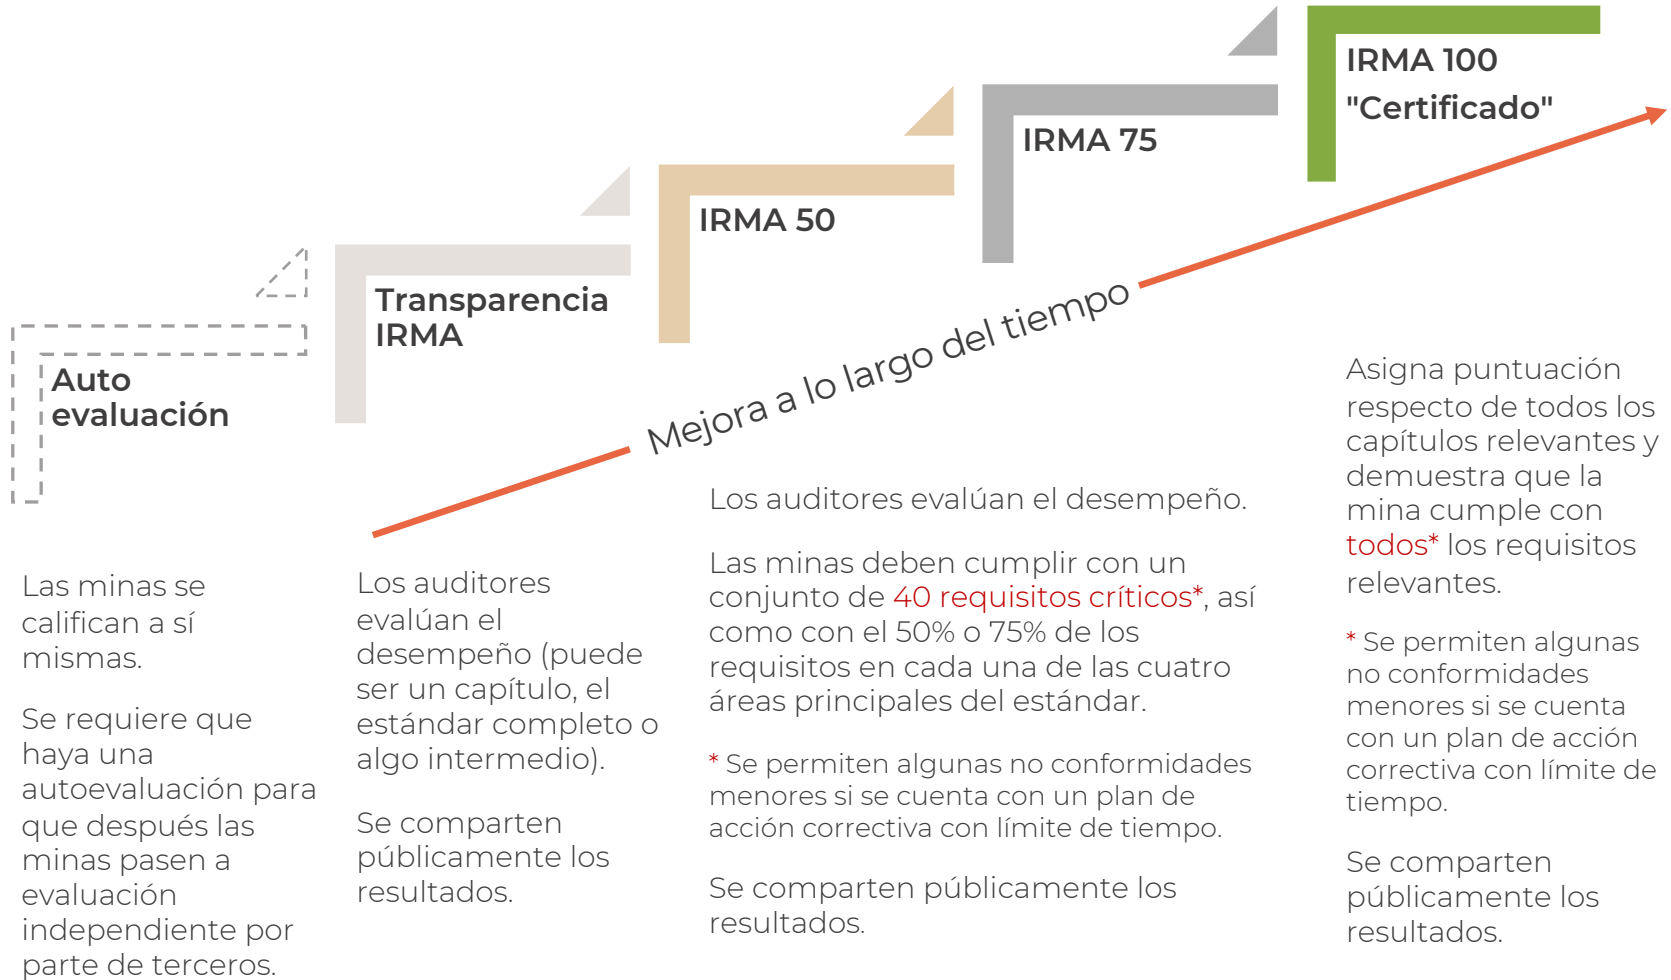 Auto
evaluación
Transparencia
IRMA
IRMA 50
IRMA 75
IRMA 100
"Certificado"
Mejora a lo largo del tiempo
Las minas se
califican a sí
mismas.
Se requiere que
haya una
autoevaluación para
que después las
minas pasen a
evaluación
independiente por
parte de terceros.
Los auditores
evalúan el
desempeño (puede
ser un capítulo, el
estándar completo o
algo intermedio).
Se comparten
públicamente los
resultados.
Los auditores evalúan el desempeño.
Las minas deben cumplir con un
conjunto de 40 requisitos críticos*, así
como con el 50% o 75% de los
requisitos en cada una de las cuatro
áreas principales del estándar.
* Se permiten algunas no conformidades
menores si se cuenta con un plan de
acción correctiva con límite de tiempo.
Se comparten públicamente los
resultados.
Asigna puntuación
respecto de todos los
capítulos relevantes y
demuestra que la
mina cumple con
todos* los requisitos
relevantes.
* Se permiten algunas
no conformidades
menores si se cuenta
con un plan de acción
correctiva con límite de
tiempo.
Se comparten
públicamente los
resultados.